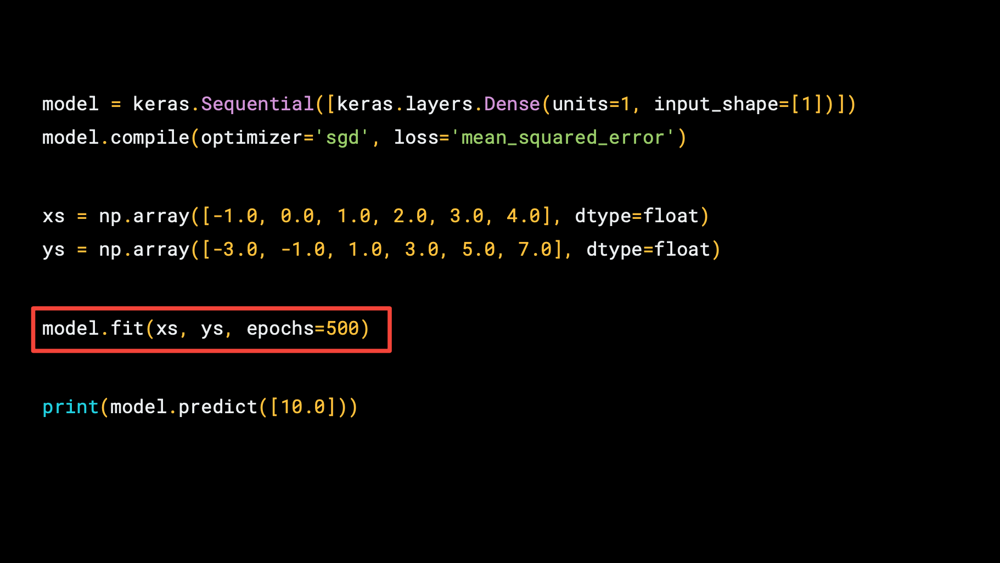 model = keras.Sequential([keras.layers.Dense(units=1, input_shape=[1])])
model.compile(optimizer='sgd', loss='mean_squared_error')
xs = np.array([-1.0, 0.0, 1.0, 2.0, 3.0, 4.0], dtype=float)
ys = np.array([-3.0, -1.0, 1.0, 3.0, 5.0, 7.0], dtype=float)
model.fit(xs, ys, epochs=500)
print(model.predict([10.0]))